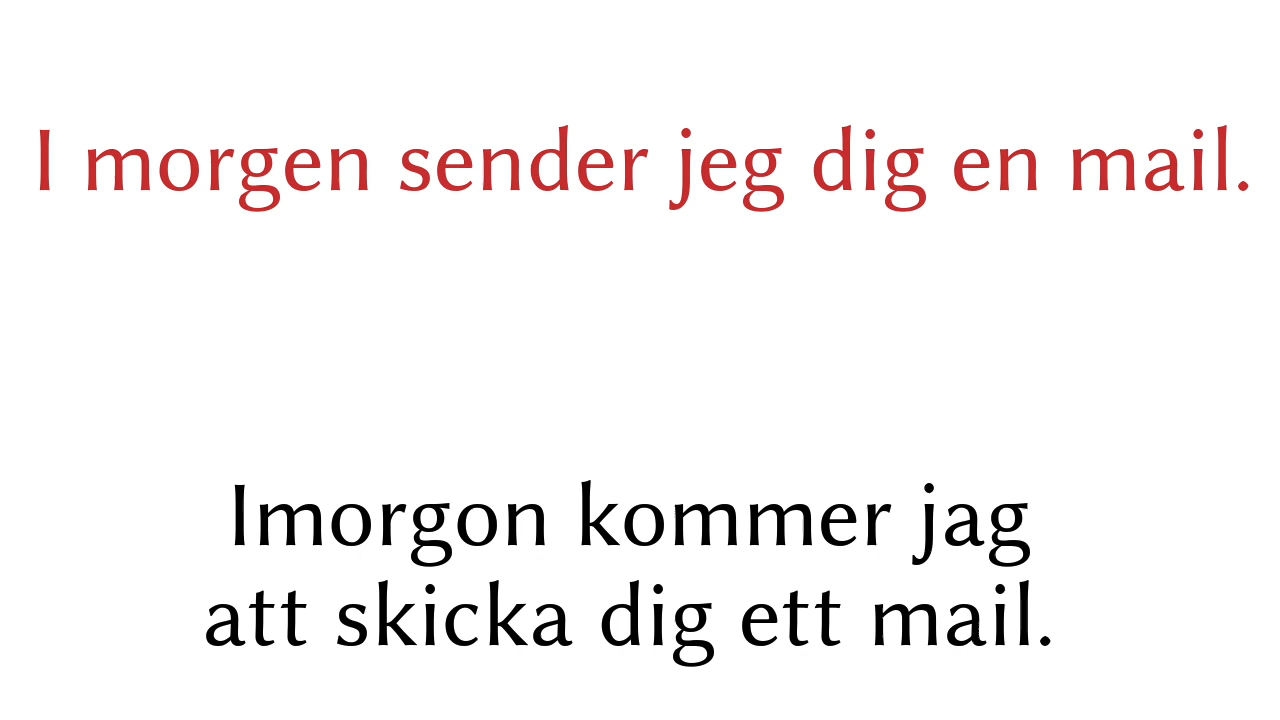 I morgen sender jeg dig en mail.
Imorgon kommer jag
att skicka dig ett mail.